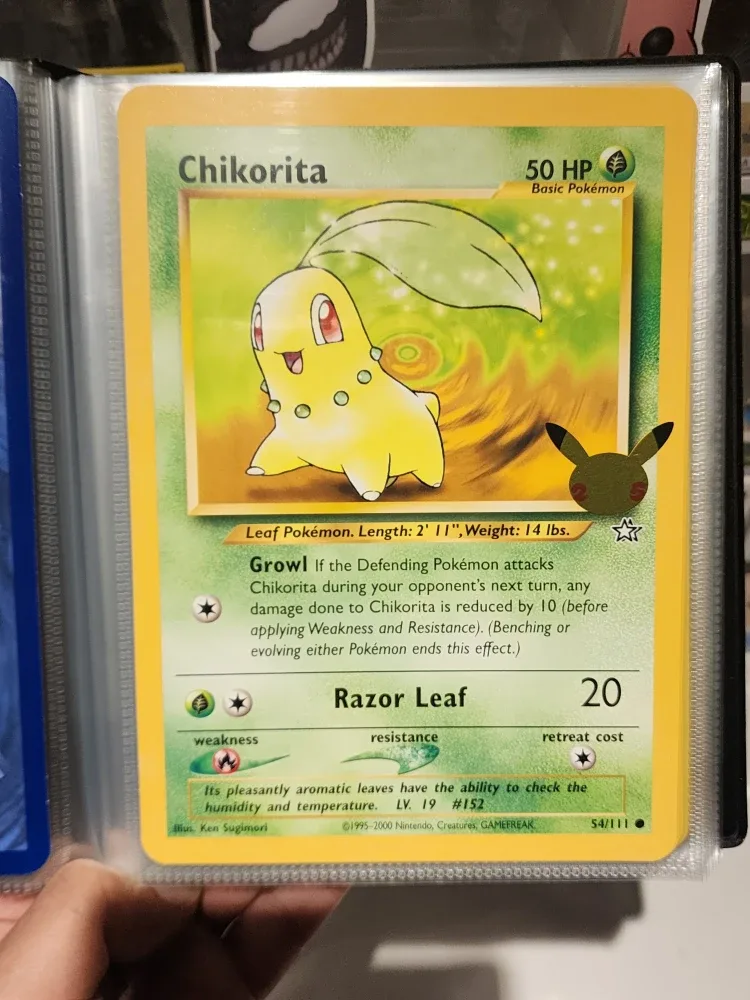 Chikorita
50 HP
Basic Pokémon
25
Leaf Pokémon. Length: 2' 11", Weight: 14 lbs.
Growl If the Defending Pokémon attacks
Chikorita during your opponent's next turn, any
damage done to Chikorita is reduced by 10 (before
applying Weakness and Resistance). (Benching or
evolving either Pokémon ends this effect.)
Razor Leaf 20
weakness resistance retreat cost
Its pleasantly aromatic leaves have the ability to check the
humidity and temperature. LV. 19 #152
Illus. Ken Sugimori ©1995-2000 Nintendo, Creatures, GAMEFREAK. 54/111